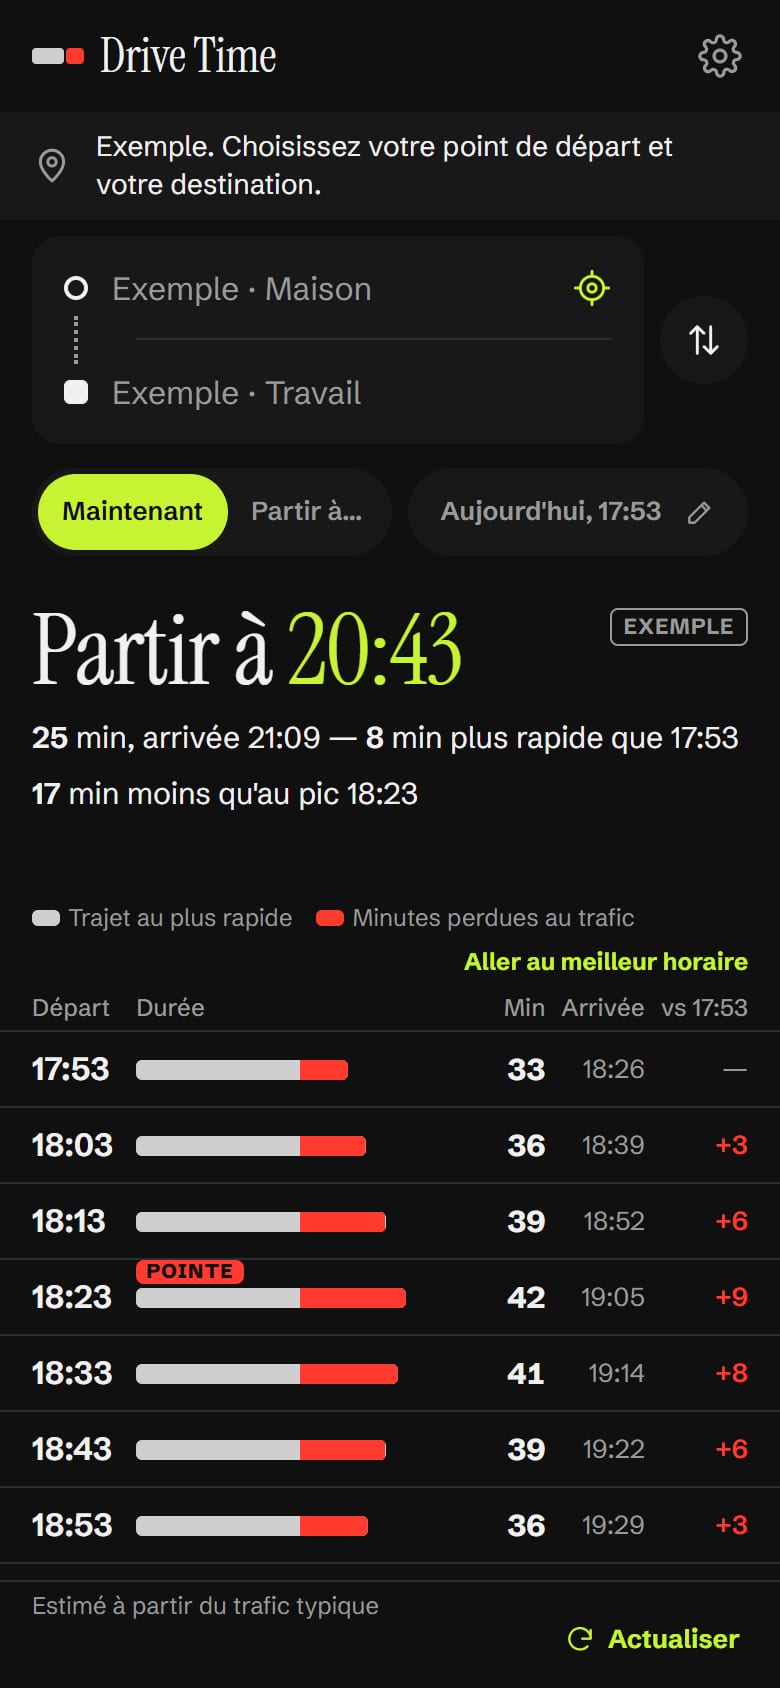 Drive Time
Exemple. Choisissez votre point de départ et
votre destination.
Exemple · Maison
Exemple · Travail
Maintenant
Partir à...
Aujourd'hui, 17:53
Partir à 20:43
EXEMPLE
25 min, arrivée 21:09 — 8 min plus rapide que 17:53
17 min moins qu'au pic 18:23
Trajet au plus rapide
Minutes perdues au trafic
Aller au meilleur horaire
Départ Durée Min Arrivée vs 17:53
17:53 33 18:26 —
18:03 36 18:39 +3
18:13 39 18:52 +6
POINTE
18:23 42 19:05 +9
18:33 41 19:14 +8
18:43 39 19:22 +6
18:53 36 19:29 +3
Estimé à partir du trafic typique
Actualiser